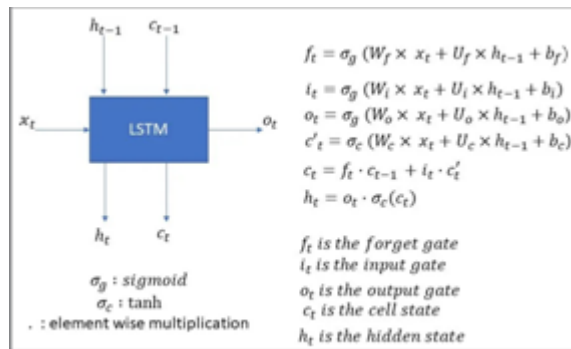 h_{t-1} c_{t-1}
x_t LSTM o_t
h_t c_t
σ_g : sigmoid
σ_c : tanh
. : element wise multiplication
f_t = σ_g (W_f × x_t + U_f × h_{t-1} + b_f)
i_t = σ_g (W_i × x_t + U_i × h_{t-1} + b_i)
o_t = σ_g (W_o × x_t + U_o × h_{t-1} + b_o)
c'_t = σ_c (W_c × x_t + U_c × h_{t-1} + b_c)
c_t = f_t · c_{t-1} + i_t · c'_t
h_t = o_t · σ_c(c_t)
f_t is the forget gate
i_t is the input gate
o_t is the output gate
c_t is the cell state
h_t is the hidden state